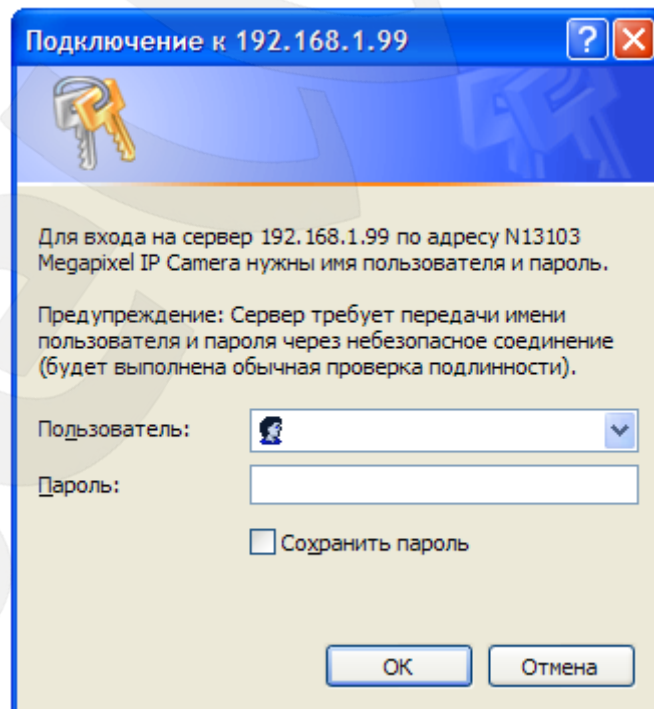 Подключение к 192.168.1.99
Для входа на сервер 192.168.1.99 по адресу N13103
Megapixel IP Camera нужны имя пользователя и пароль.
Предупреждение: Сервер требует передачи имени
пользователя и пароля через небезопасное соединение
(будет выполнена обычная проверка подлинности).
Пользователь:
Пароль:
Сохранить пароль
ОК
Отмена